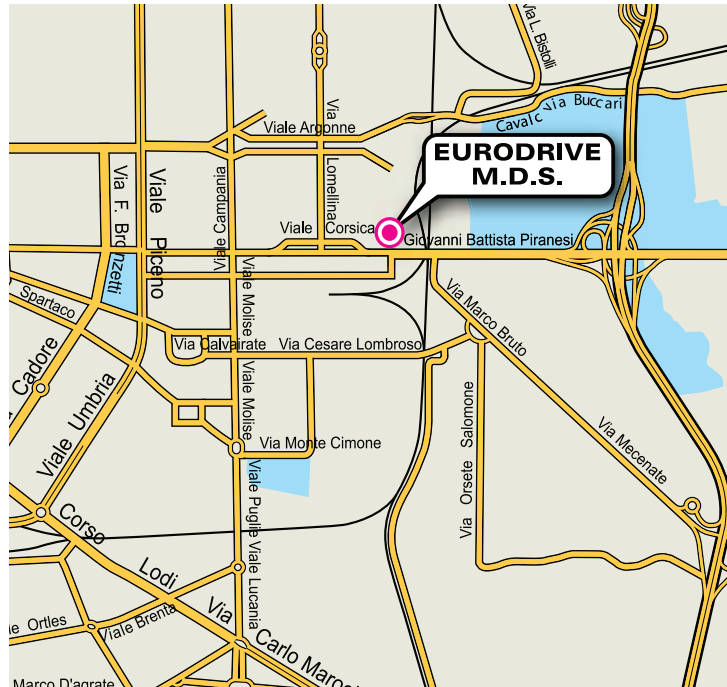 Via L. Bistolli
Cavalc Via Buccari
Via
Lomellina
Viale Argonne
EURODRIVE
M.D.S.
Via F. Bronzetti
Viale Piceno
Viale Campania
Viale Corsica
Giovanni Battista Piranesi
Spartaco
Viale Molise
Via Marco Bruto
Via Calvairate
Via Cesare Lombroso
Cadore
Viale Umbria
Viale Molise
Via Orsete Salomone
Via Mecenate
Via Monte Cimone
Viale Puglie
Viale Lucania
Corso
Lodi
Via
Carlo Maroc
le Ortles
Viale Brenta
Marco D'agrate